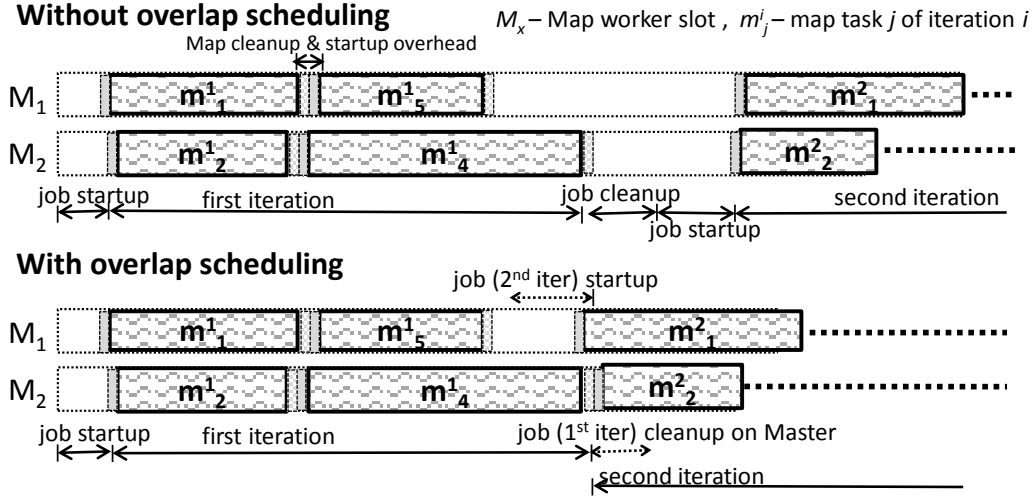 Without overlap scheduling
Mₓ – Map worker slot , mⁱⱼ – map task j of iteration i
Map cleanup & startup overhead
M₁ m¹₁ m¹₅ m²₁
M₂ m¹₂ m¹₄ m²₂
job startup first iteration job cleanup second iteration
job startup
With overlap scheduling
job (2ⁿᵈ iter) startup
M₁ m¹₁ m¹₅ m²₁
M₂ m¹₂ m¹₄ m²₂
job startup first iteration job (1ˢᵗ iter) cleanup on Master
second iteration